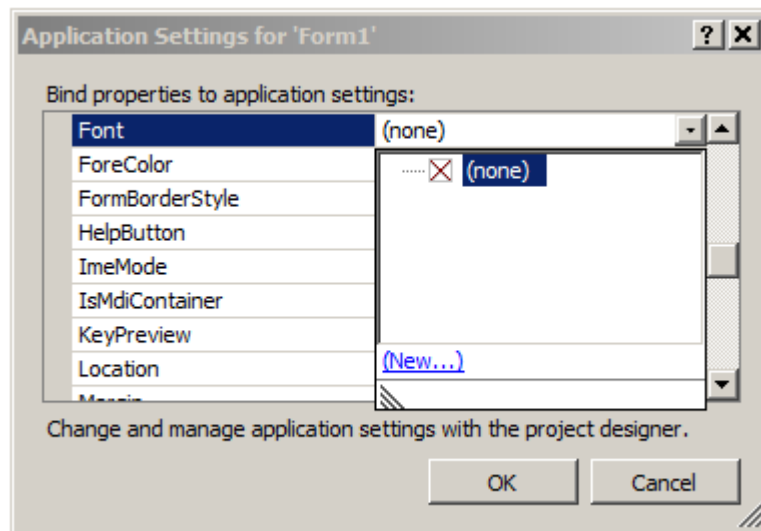 Application Settings for 'Form1'
Bind properties to application settings:
Font (none)
(none)
ForeColor
FormBorderStyle
HelpButton
ImeMode
IsMdiContainer
KeyPreview
Location
(New...)
Change and manage application settings with the project designer.
OK Cancel